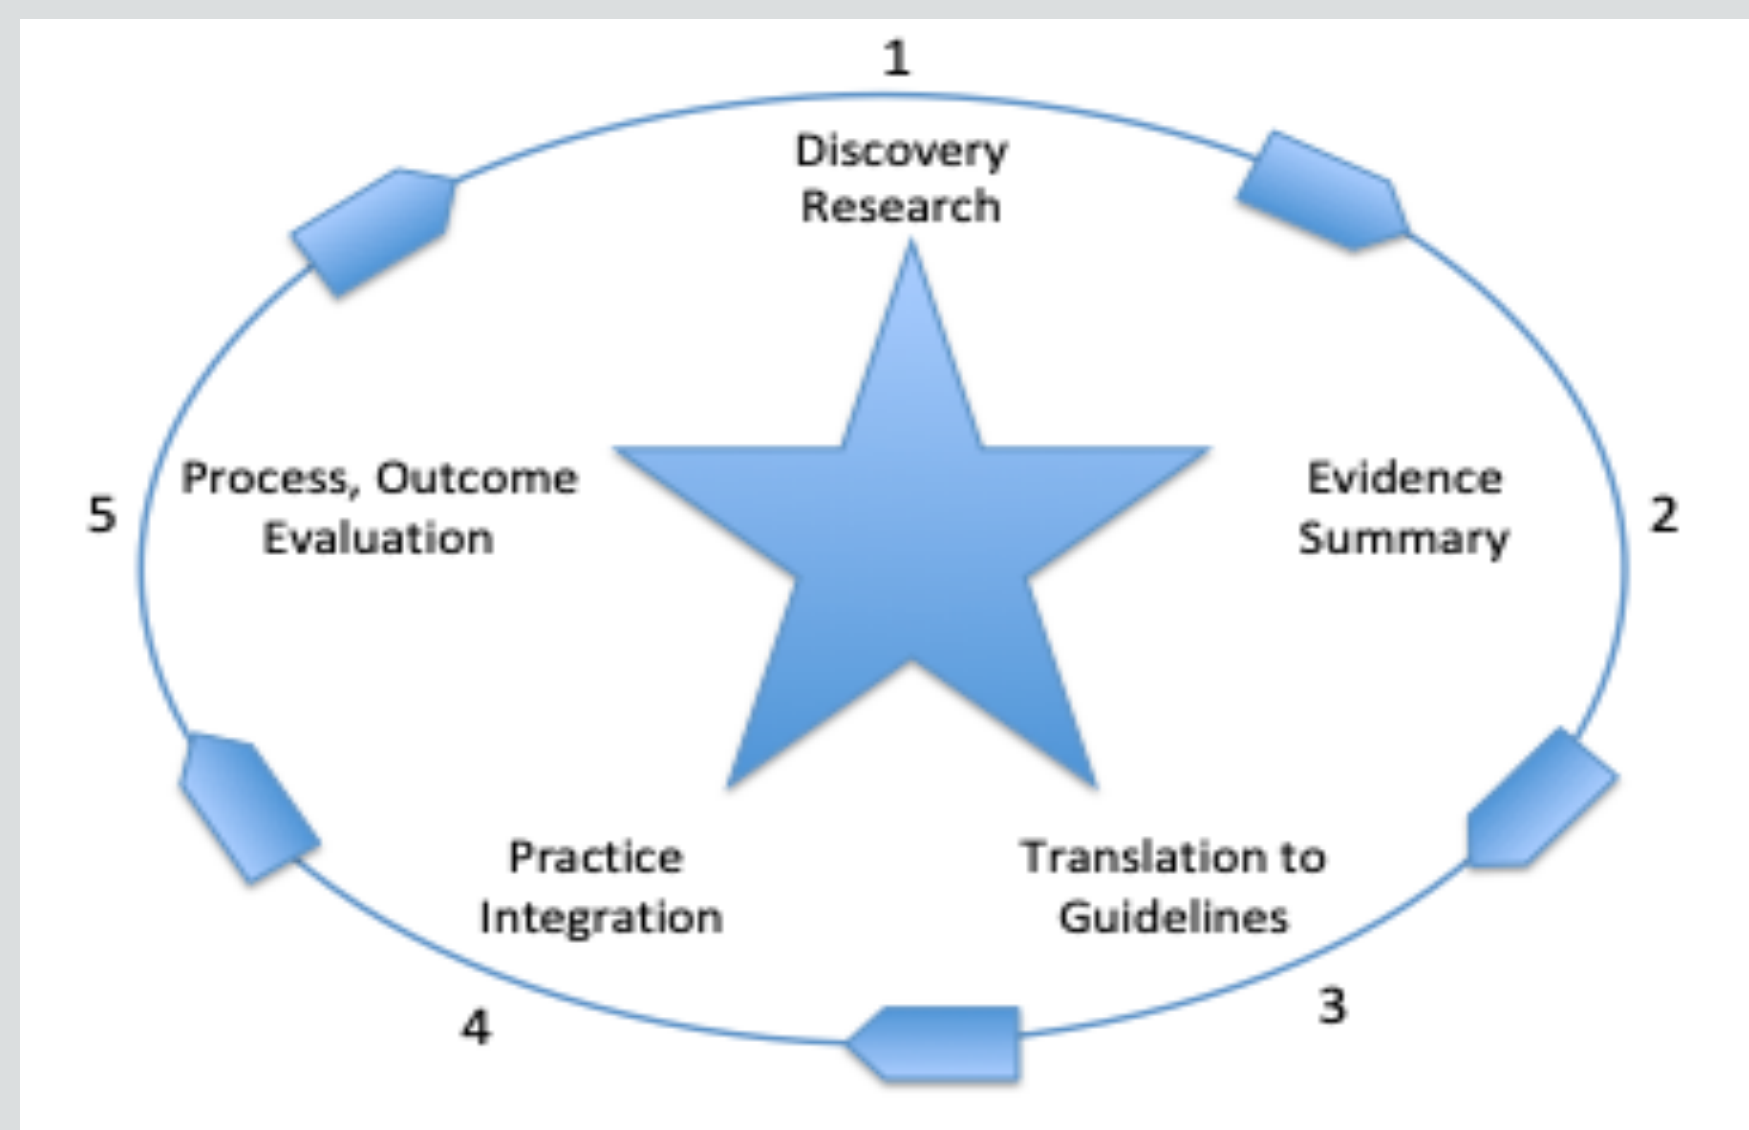 1
Discovery
Research
2
Evidence
Summary
3
Translation to
Guidelines
4
Practice
Integration
5
Process, Outcome
Evaluation